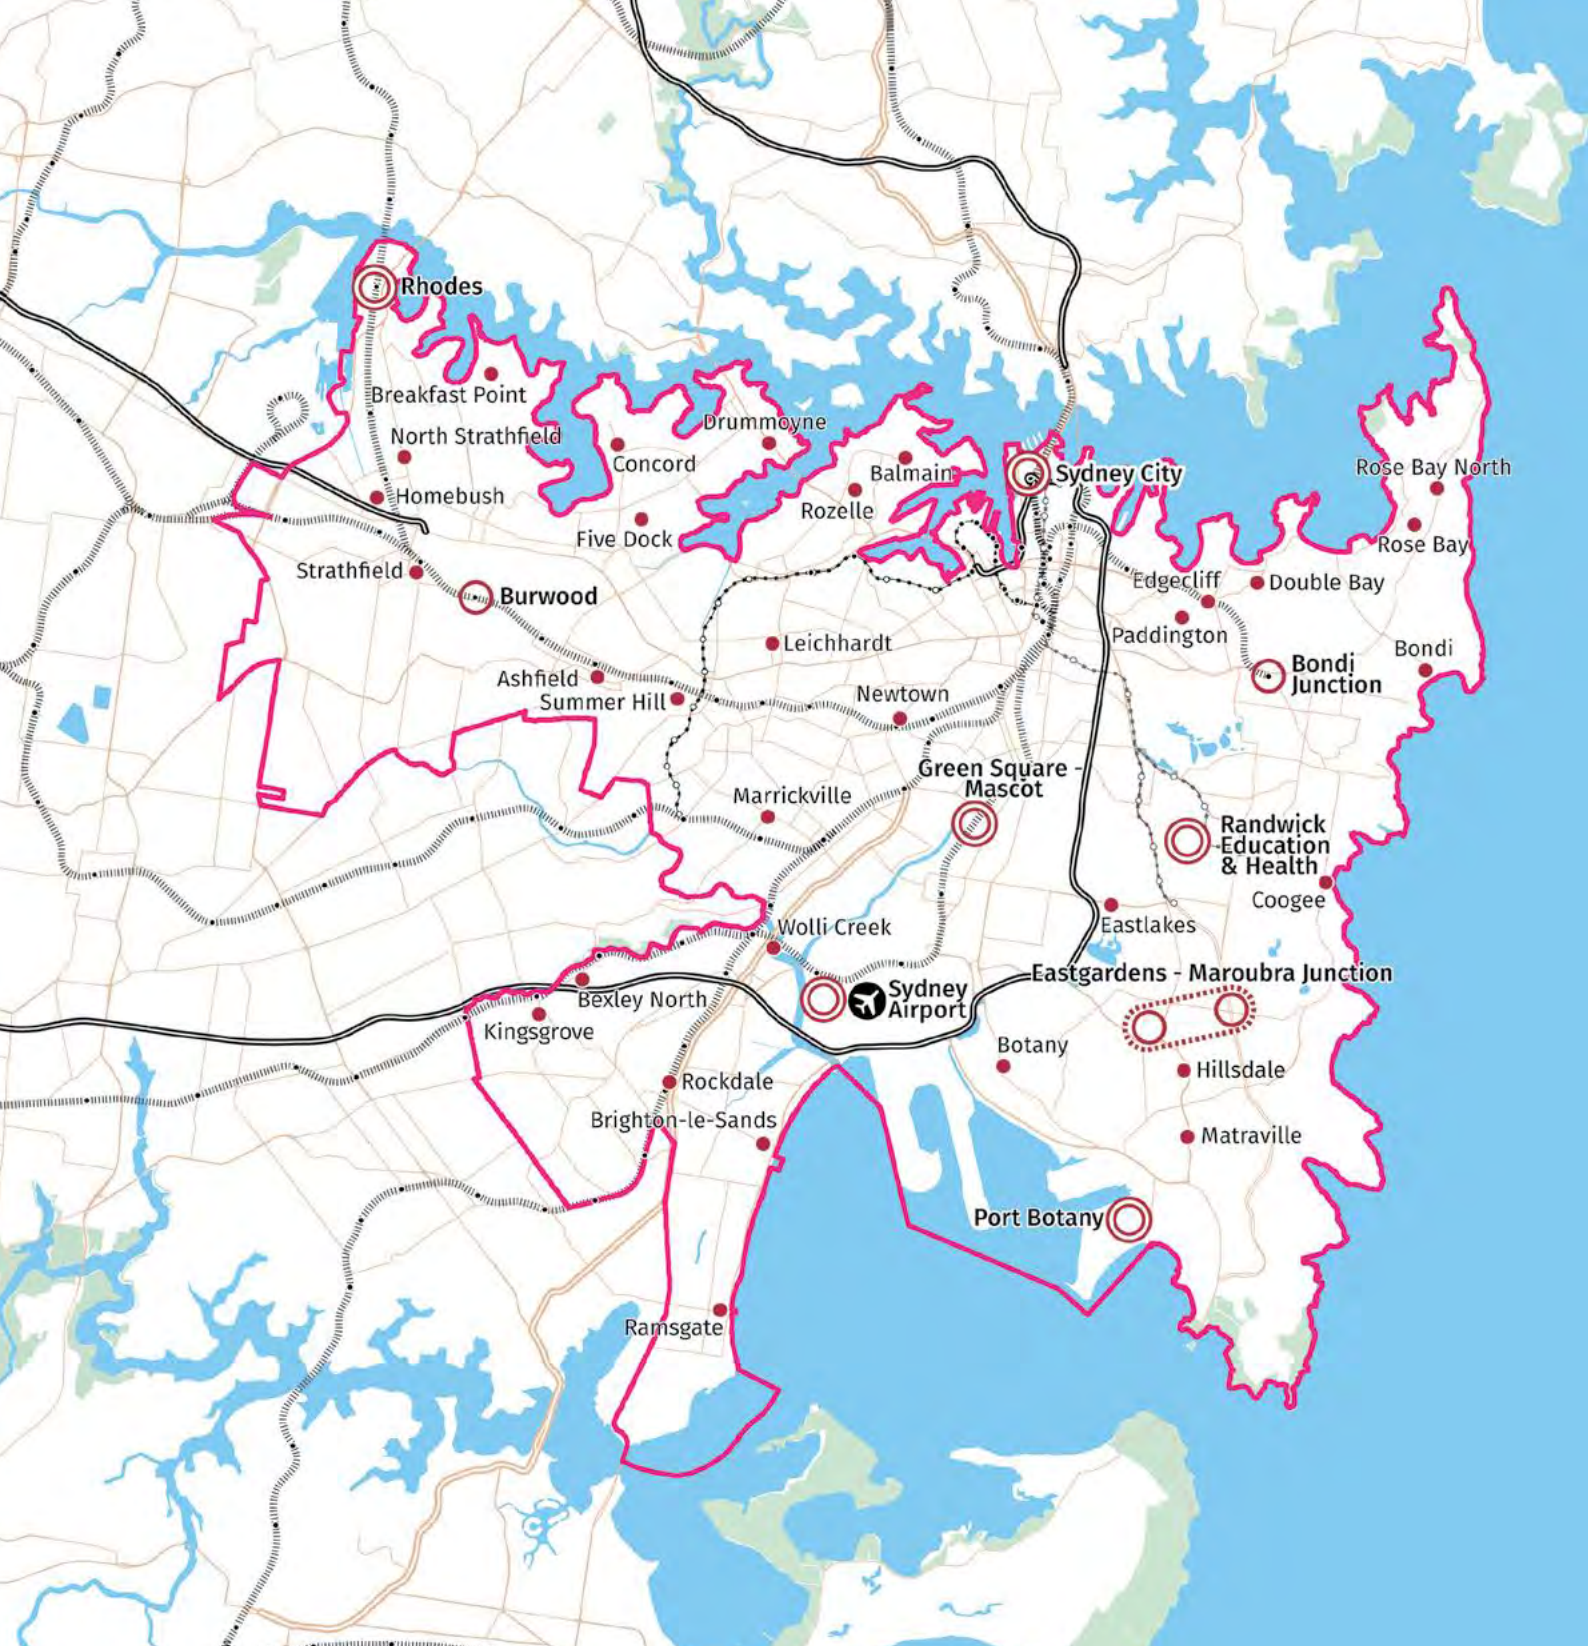 Rhodes
Breakfast Point
North Strathfield
Drummoyne
Concord
Homebush
Balmain
Sydney City
Rose Bay North
Rozelle
Five Dock
Rose Bay
Strathfield
Burwood
Edgecliff
Double Bay
Paddington
Leichhardt
Bondi
Ashfield
Summer Hill
Newtown
Bondi
Junction
Green Square -
Mascot
Marrickville
Randwick
Education
& Health
Coogee
Wolli Creek
Eastlakes
Eastgardens - Maroubra Junction
Bexley North
Sydney
Airport
Kingsgrove
Botany
Hillsdale
Rockdale
Brighton-le-Sands
Matraville
Port Botany
Ramsgate